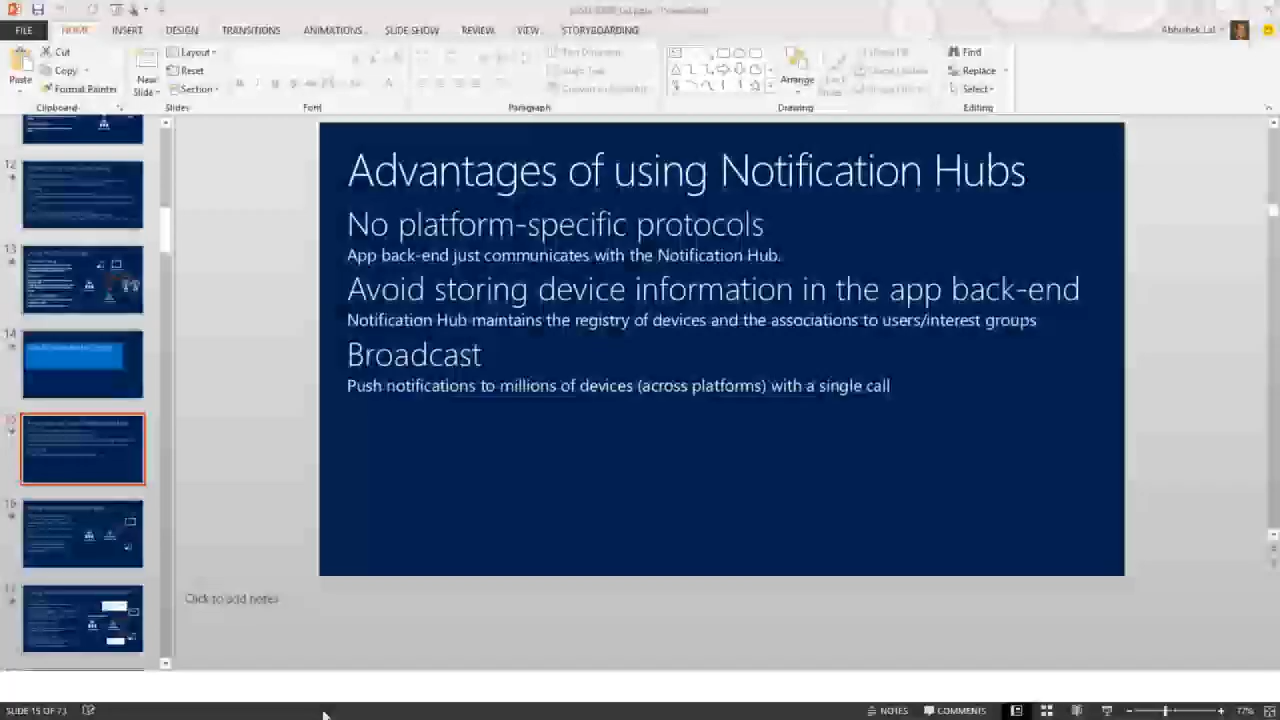 FILE
HOME
INSERT
DESIGN
TRANSITIONS
ANIMATIONS
SLIDE SHOW
REVIEW
VIEW
STORYBOARDING
Abhishek Lal
Paste
Cut
Copy
Format Painter
Clipboard
New
Slide
Layout
Reset
Section
Slides
Font
Paragraph
Arrange
Drawing
Find
Replace
Select
Editing
12
13
14
16
Advantages of using Notification Hubs
No platform-specific protocols
App back-end just communicates with the Notification Hub.
Avoid storing device information in the app back-end
Notification Hub maintains the registry of devices and the associations to users/interest groups
Broadcast
Push notifications to millions of devices (across platforms) with a single call
Click to add notes
SLIDE 15 OF 73
NOTES
COMMENTS
77%